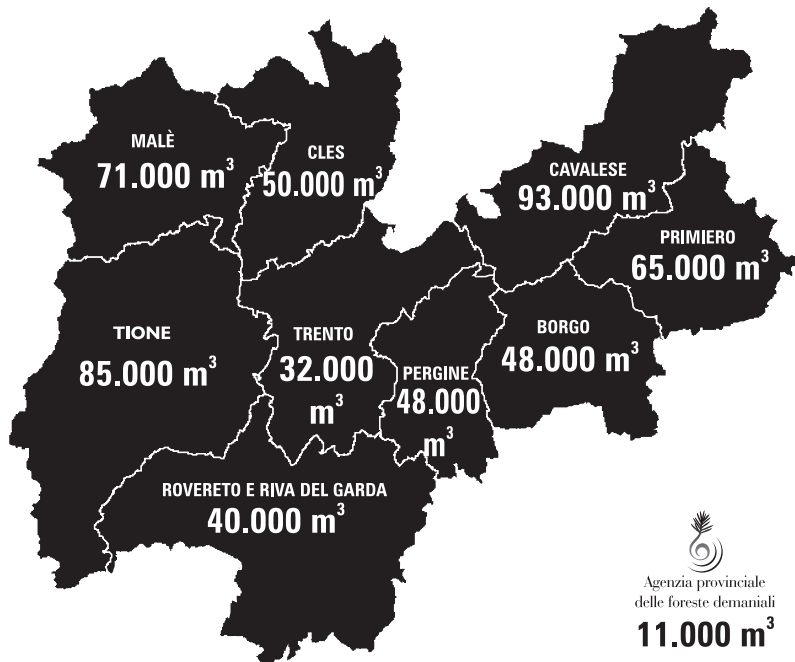 MALÈ
71.000 m³
CLES
50.000 m³
CAVALESE
93.000 m³
PRIMIERO
65.000 m³
TIONE
85.000 m³
TRENTO
32.000
m³
PERGINE
48.000
m³
BORGO
48.000 m³
ROVERETO E RIVA DEL GARDA
40.000 m³
Agenzia provinciale
delle foreste demaniali
11.000 m³